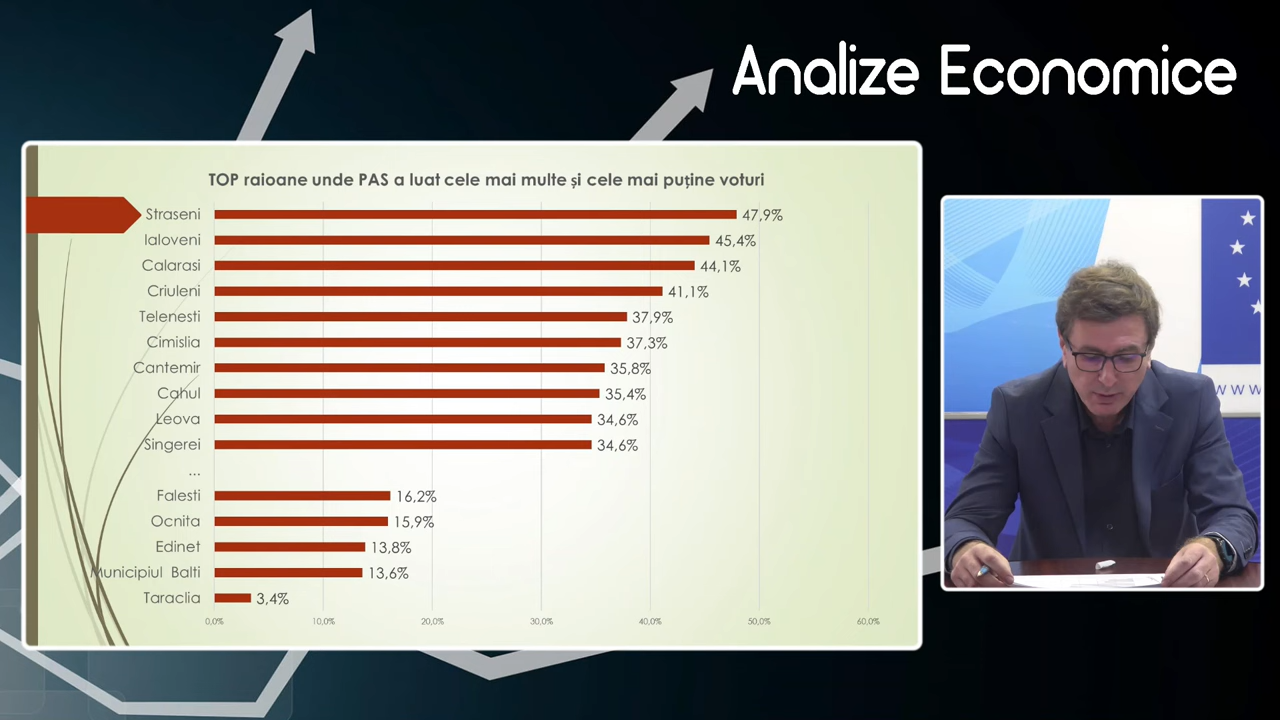 Analize Economice
TOP raioane unde PAS a luat cele mai multe și cele mai puține voturi
Straseni 47,9%
Ialoveni 45,4%
Calarasi 44,1%
Criuleni 41,1%
Telenesti 37,9%
Cimislia 37,3%
Cantemir 35,8%
Cahul 35,4%
Leova 34,6%
Singerei 34,6%
...
Falesti 16,2%
Ocnita 15,9%
Edinet 13,8%
Municipiul Balti 13,6%
Taraclia 3,4%
0,0% 10,0% 20,0% 30,0% 40,0% 50,0% 60,0%
WWW